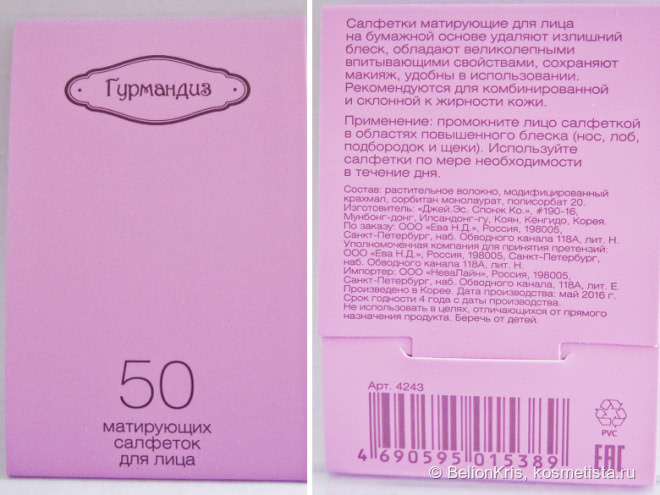 Гурмандиз
50
матирующих
салфеток
для лица
Салфетки матирующие для лица
на бумажной основе удаляют излишний
блеск, обладают великолепными
впитывающими свойствами, сохраняют
макияж, удобны в использовании.
Рекомендуются для комбинированной
и склонной к жирности кожи.
Применение: промокните лицо салфеткой
в областях повышенного блеска (нос, лоб,
подбородок и щеки). Используйте
салфетки по мере необходимости
в течение дня.
Состав: растительное волокно, модифицированный
крахмал, сорбитан монолаурат, полисорбат 20.
Изготовитель: «Джей.Эс. Спонж Ко.», #190-16,
Мунбонг-донг, Илсандонг-гу, Коян, Кенгидо, Корея.
По заказу: ООО «Ева Н.Д.», Россия, 198005,
Санкт-Петербург, наб. Обводного канала 118А, лит. Н.
Уполномоченная компания для принятия претензий:
ООО «Ева Н.Д.», Россия, 198005, Санкт-Петербург,
наб. Обводного канала 118А, лит. Н.
Импортер: ООО «НеваЛайн», Россия, 198005,
Санкт-Петербург, наб. Обводного канала, 118А, лит. Е.
Произведено в Корее. Дата производства: май 2016 г.
Срок годности 4 года с даты производства.
Не использовать в целях, отличающихся от прямого
назначения продукта. Беречь от детей.
Арт. 4243
4 690595 015389
PVC
EAC
© BelionKris, kosmetista.ru